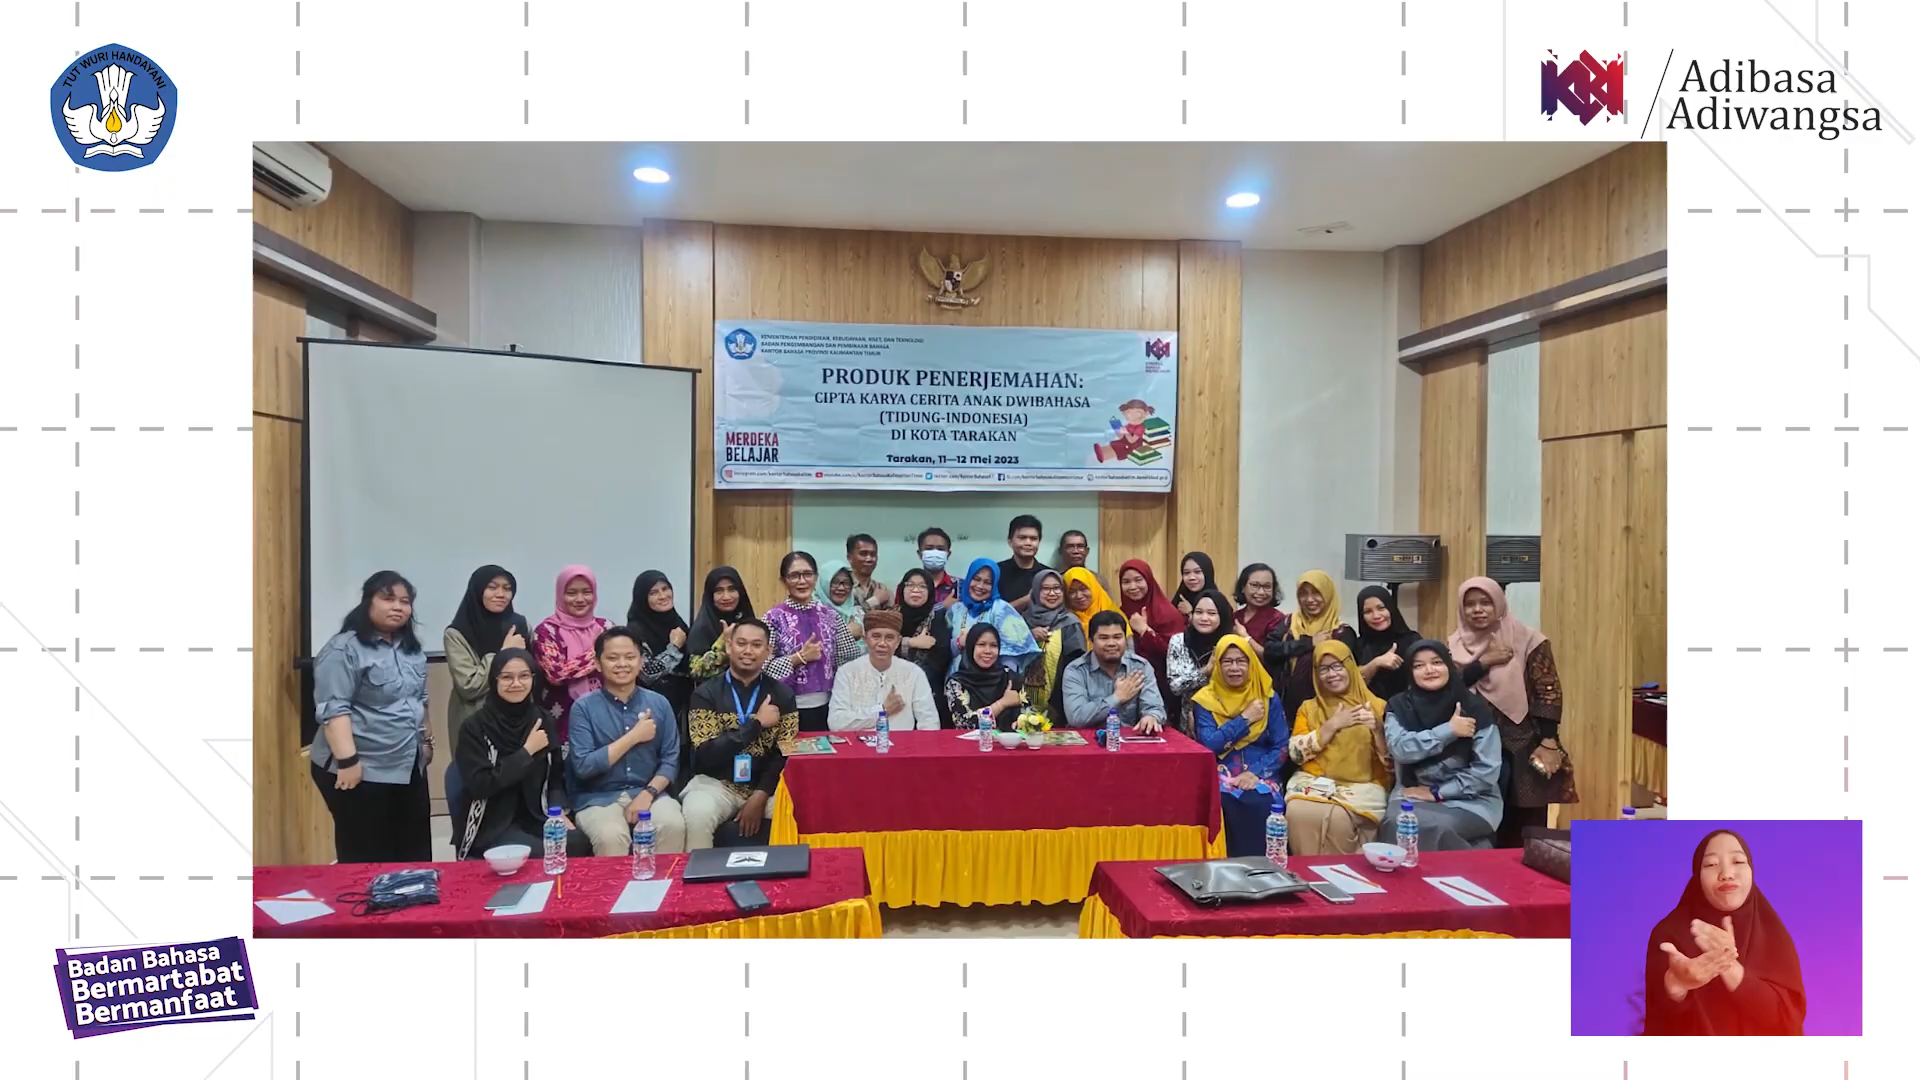 TUT WURI HANDAYANI
Adibasa
Adiwangsa
KEMENTERIAN PENDIDIKAN, KEBUDAYAAN, RISET, DAN TEKNOLOGI
BADAN PENGEMBANGAN DAN PEMBINAAN BAHASA
KANTOR BAHASA PROVINSI KALIMANTAN TIMUR
PRODUK PENERJEMAHAN:
CIPTA KARYA CERITA ANAK DWIBAHASA
(TIDUNG-INDONESIA)
DI KOTA TARAKAN
Tarakan, 11—12 Mei 2023
MERDEKA
BELAJAR
Badan Bahasa
Bermartabat
Bermanfaat